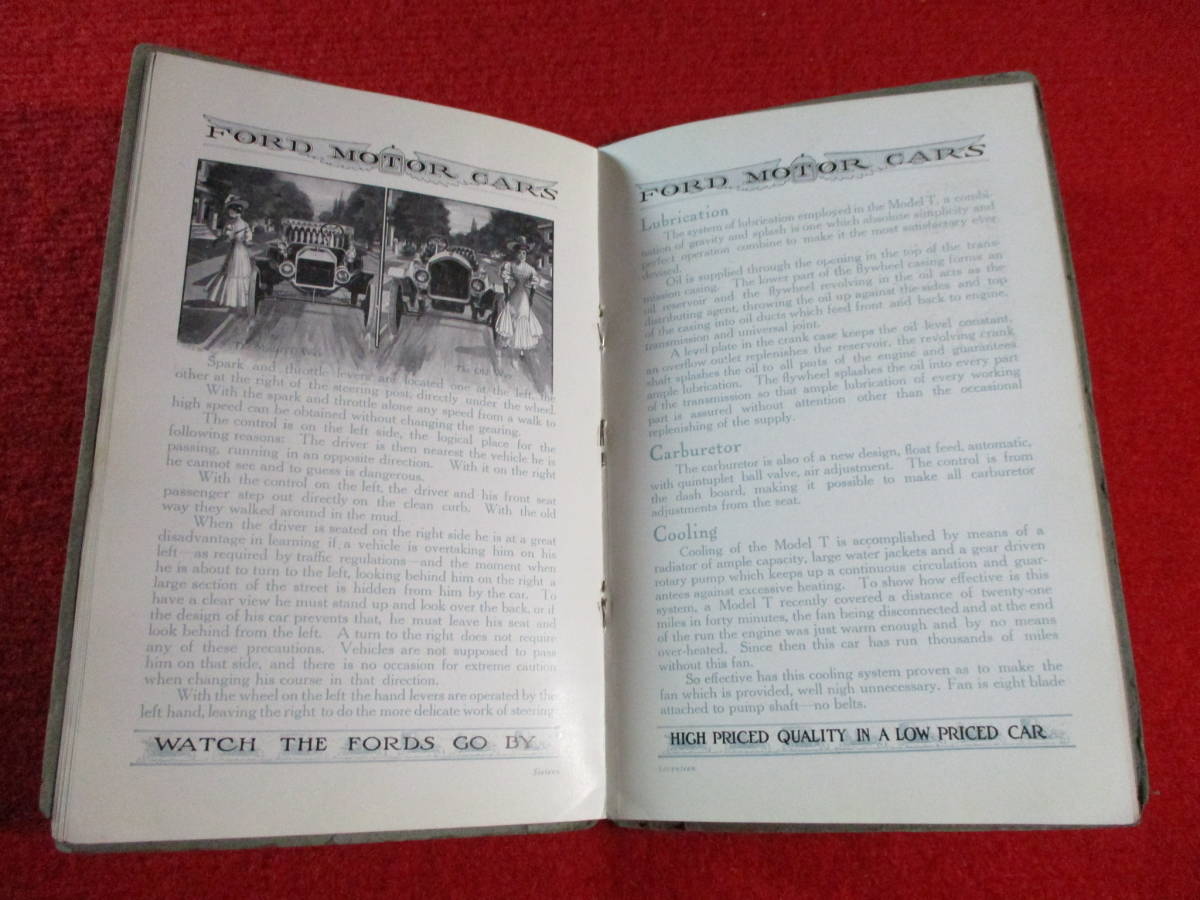 FORD MOTOR CARS
The Old Way
Spark and throttle levers are located one at the left, the
other at the right of the steering post, directly under the wheel.
With the spark and throttle alone any speed from a walk to
high speed can be obtained without changing the gearing.
The control is on the left side, the logical place for the
following reasons: The driver is then nearest the vehicle he is
passing, running in an opposite direction. With it on the right
he cannot see and to guess is dangerous.
With the control on the left, the driver and his front seat
passenger step out directly on the clean curb. With the old
way they walked around in the mud.
When the driver is seated on the right side he is at a great
disadvantage in learning if a vehicle is overtaking him on his
left—as required by traffic regulations—and the moment when
he is about to turn to the left, looking behind him on the right a
large section of the street is hidden from him by the car. To
have a clear view he must stand up and look over the back, or if
the design of his car prevents that, he must leave his seat and
look behind from the left. A turn to the right does not require
any of these precautions. Vehicles are not supposed to pass
him on that side, and there is no occasion for extreme caution
when changing his course in that direction.
With the wheel on the left the hand levers are operated by the
left hand, leaving the right to do the more delicate work of steering
WATCH THE FORDS GO BY
Sixteen
FORD MOTOR CARS
Lubrication
The system of lubrication employed in the Model T, a combi-
nation of gravity and splash is one which absolute simplicity and
perfect operation combine to make it the most satisfactory ever
devised.
Oil is supplied through the opening in the top of the trans-
mission casing. The lower part of the flywheel casing forms an
oil reservoir and the flywheel revolving in the oil acts as the
distributing agent, throwing the oil up against the sides and top
of the casing into oil ducts which feed front and back to engine,
transmission and universal joint.
A level plate in the crank case keeps the oil level constant,
an overflow outlet replenishes the reservoir, the revolving crank
shaft splashes the oil to all parts of the engine and guarantees
ample lubrication. The flywheel splashes the oil into every part
of the transmission so that ample lubrication of every working
part is assured without attention other than the occasional
replenishing of the supply.
Carburetor
The carburetor is also of a new design, float feed, automatic,
with quintuplet ball valve, air adjustment. The control is from
the dash board, making it possible to make all carburetor
adjustments from the seat.
Cooling
Cooling of the Model T is accomplished by means of a
radiator of ample capacity, large water jackets and a gear driven
rotary pump which keeps up a continuous circulation and guar-
antees against excessive heating. To show how effective is this
system, a Model T recently covered a distance of twenty-one
miles in forty minutes, the fan being disconnected and at the end
of the run the engine was just warm enough and by no means
over-heated. Since then this car has run thousands of miles
without this fan.
So effective has this cooling system proven as to make the
fan which is provided, well nigh unnecessary. Fan is eight blade
attached to pump shaft—no belts.
HIGH PRICED QUALITY IN A LOW PRICED CAR
Seventeen